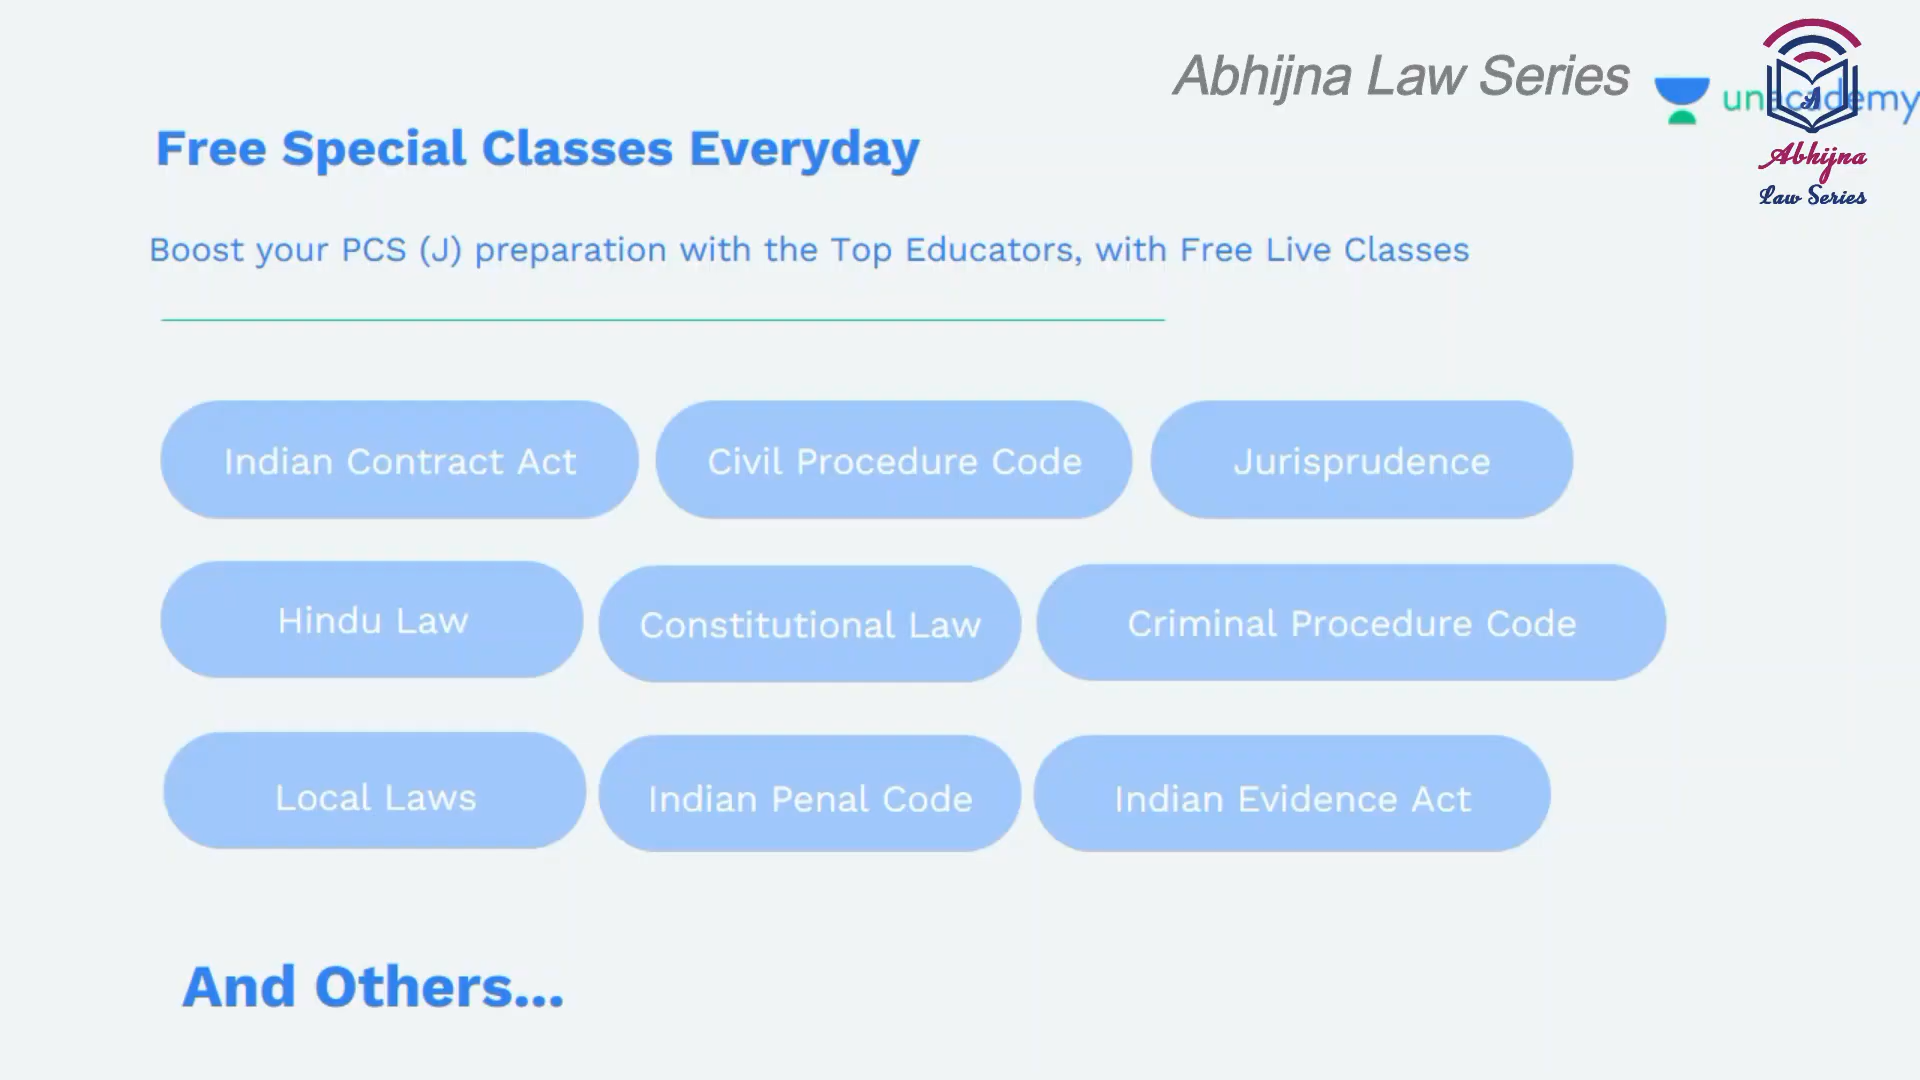 Abhijna Law Series
unacademy
A
Abhijna
Law Series
Free Special Classes Everyday
Boost your PCS (J) preparation with the Top Educators, with Free Live Classes
Indian Contract Act
Civil Procedure Code
Jurisprudence
Hindu Law
Constitutional Law
Criminal Procedure Code
Local Laws
Indian Penal Code
Indian Evidence Act
And Others...